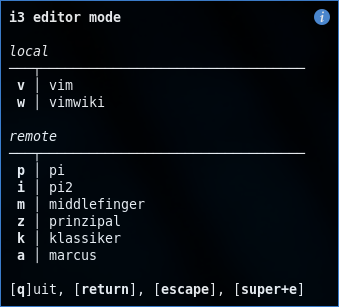 i3 editor mode
i
local
v │ vim
w │ vimwiki
remote
p │ pi
i │ pi2
m │ middlefinger
z │ prinzipal
k │ klassiker
a │ marcus
[q]uit, [return], [escape], [super+e]